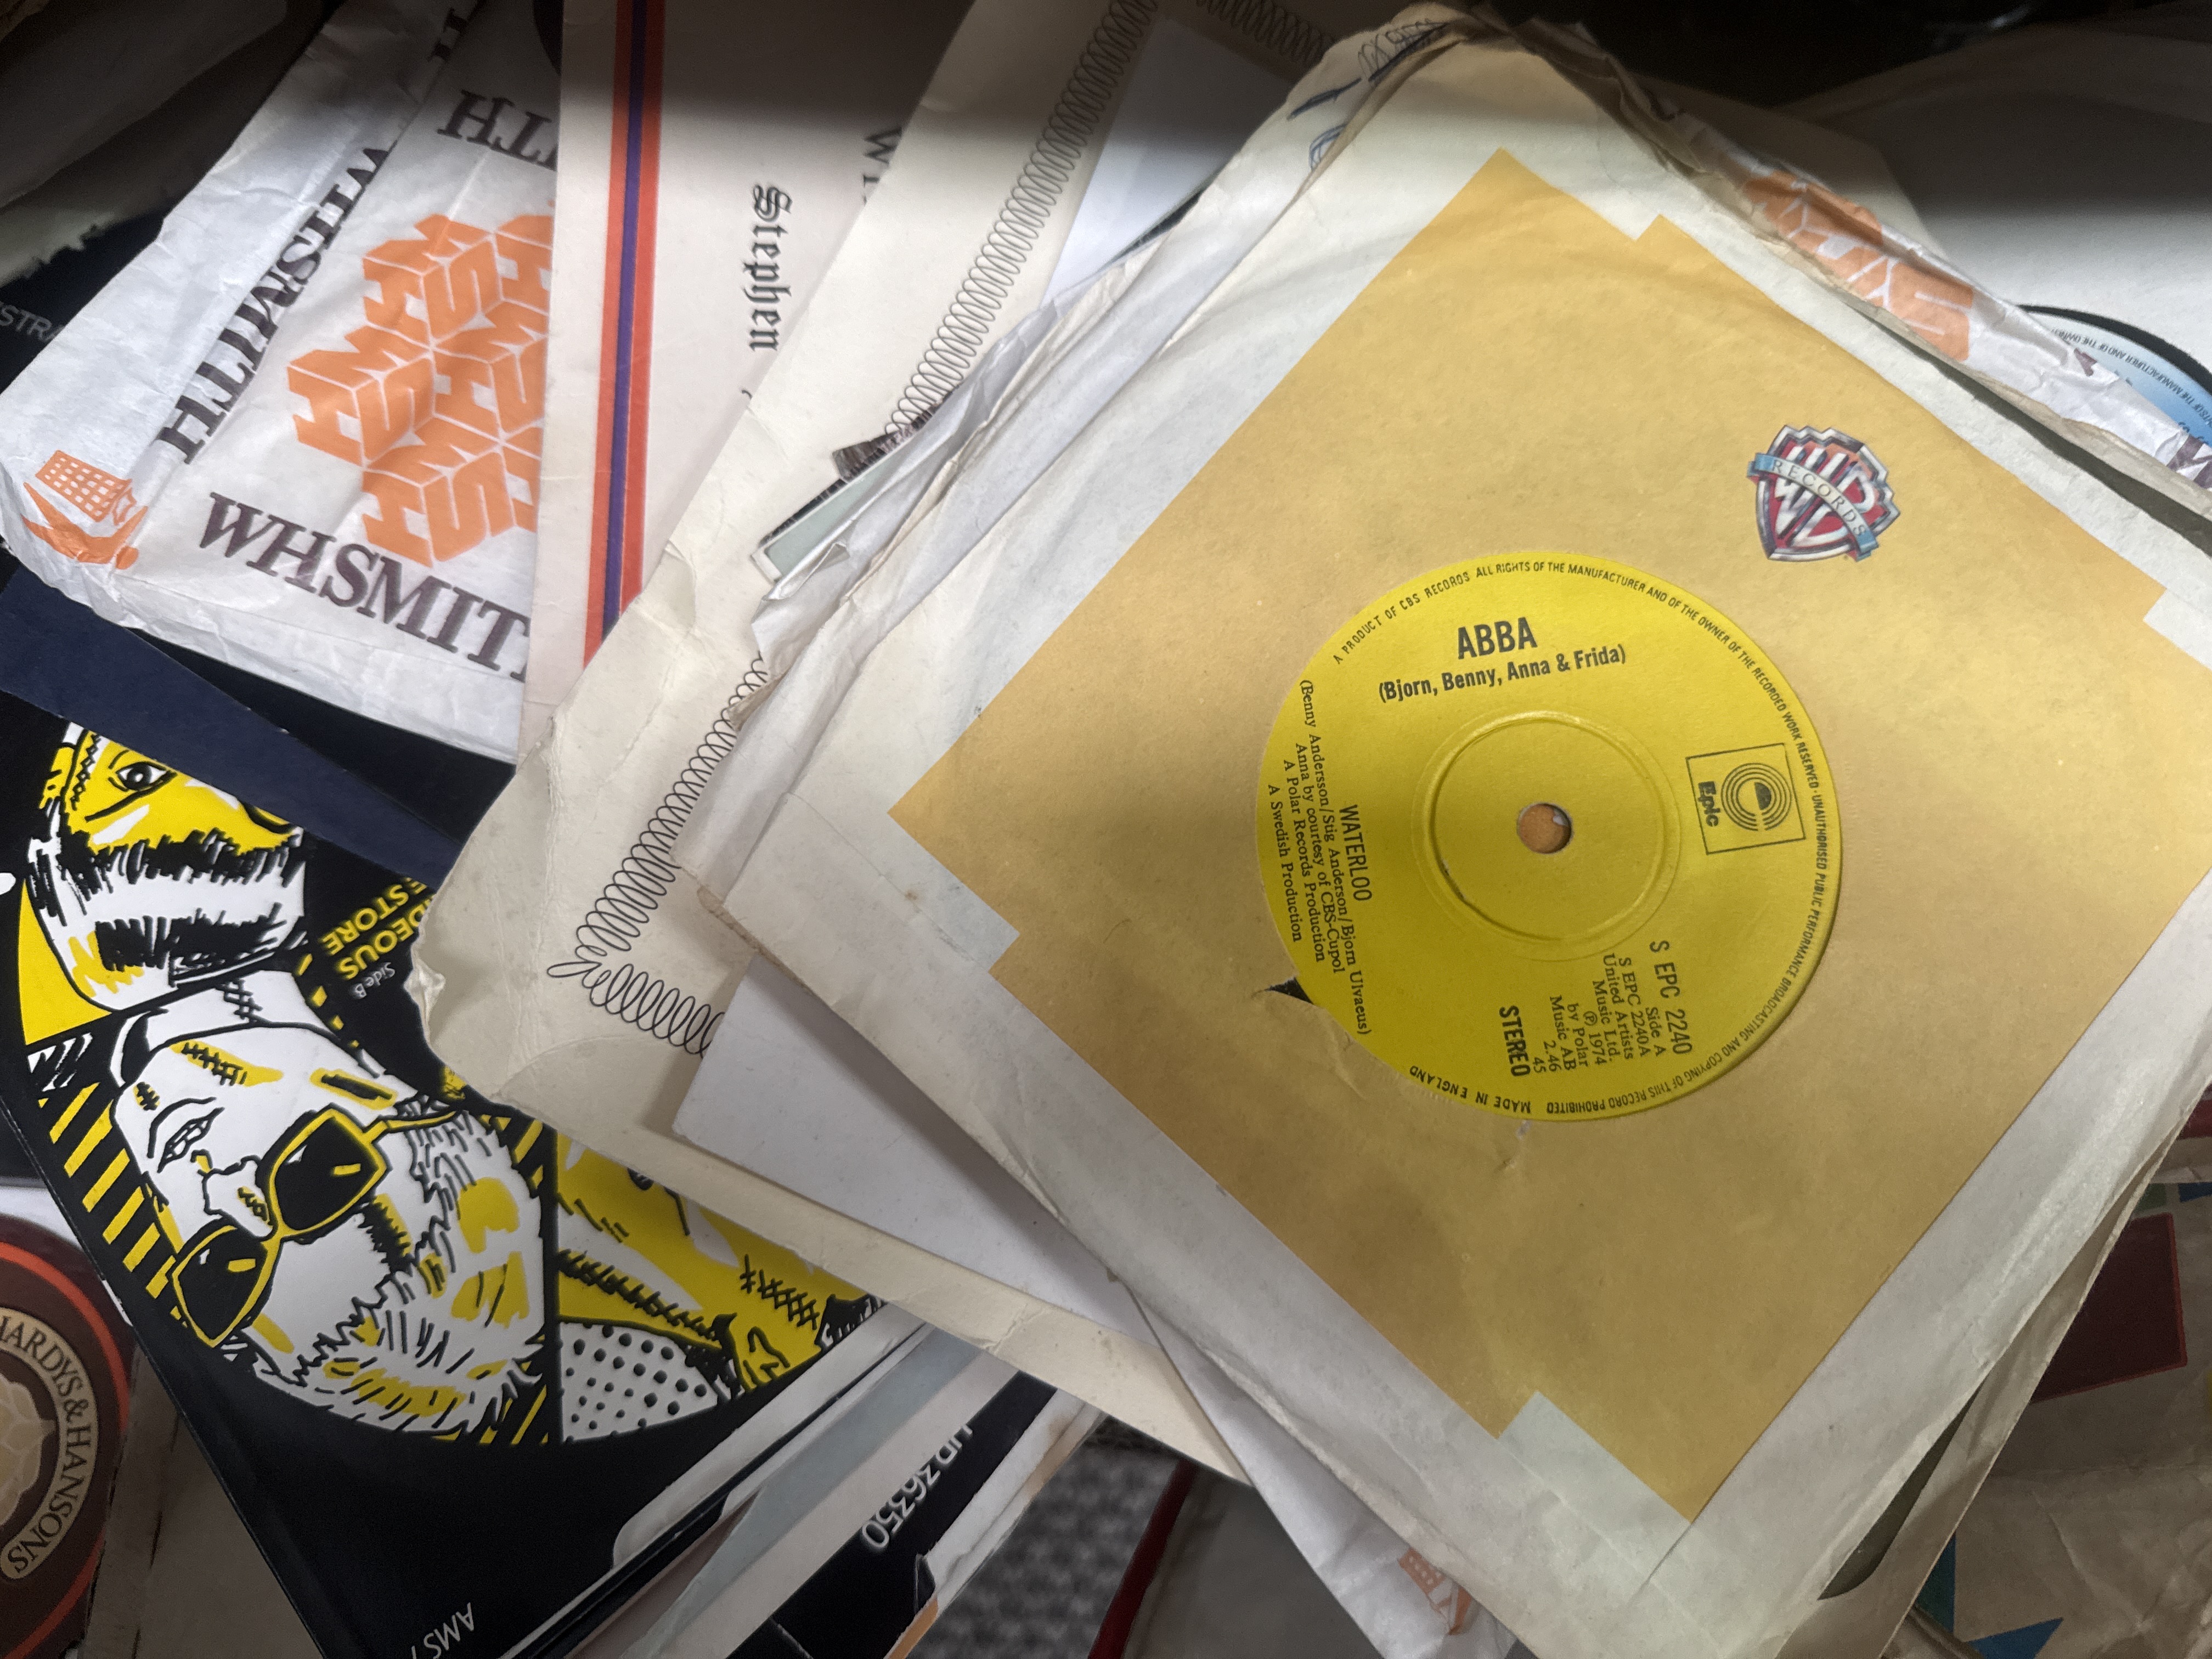 ABBA
(Bjorn, Benny, Anna & Frida)
WATERLOO
(Benny Andersson/Stig Anderson/Bjorn Ulvaeus)
Anna by courtesy of CBS-Cupol
A Polar Records Production
A Swedish Production
Epic
S EPC 2240
Side A
S EPC 2240A
United Artists
Music Ltd.
℗ 1974
by Polar
Music AB
2.46
45
STEREO
A PRODUCT OF CBS RECORDS ALL RIGHTS OF THE MANUFACTURER AND OF THE OWNER OF THE RECORDED WORK RESERVED · UNAUTHORISED PUBLIC PERFORMANCE BROADCASTING AND COPYING OF THIS RECORD PROHIBITED
MADE IN ENGLAND
RECORDS
WHSMITH
WHSMIT
WHS
Stephen
Side B
STORE
HARDYS & HANSONS
UP36350
AMS